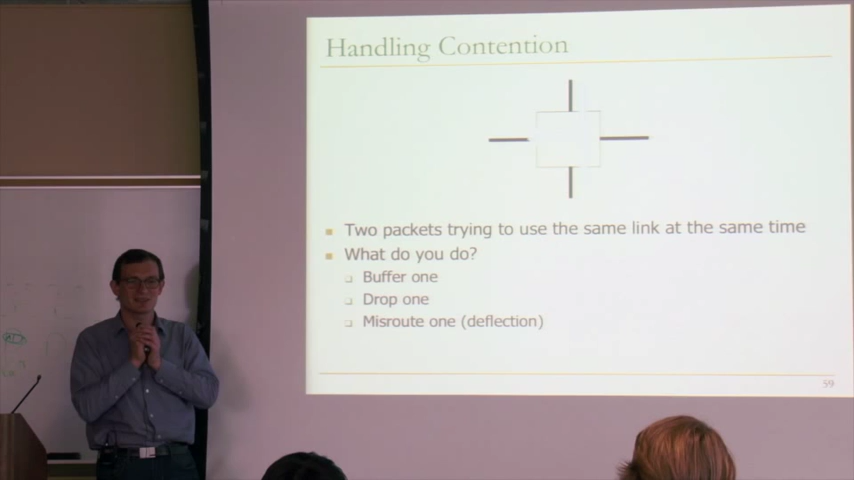 Handling Contention
Two packets trying to use the same link at the same time
What do you do?
Buffer one
Drop one
Misroute one (deflection)
59